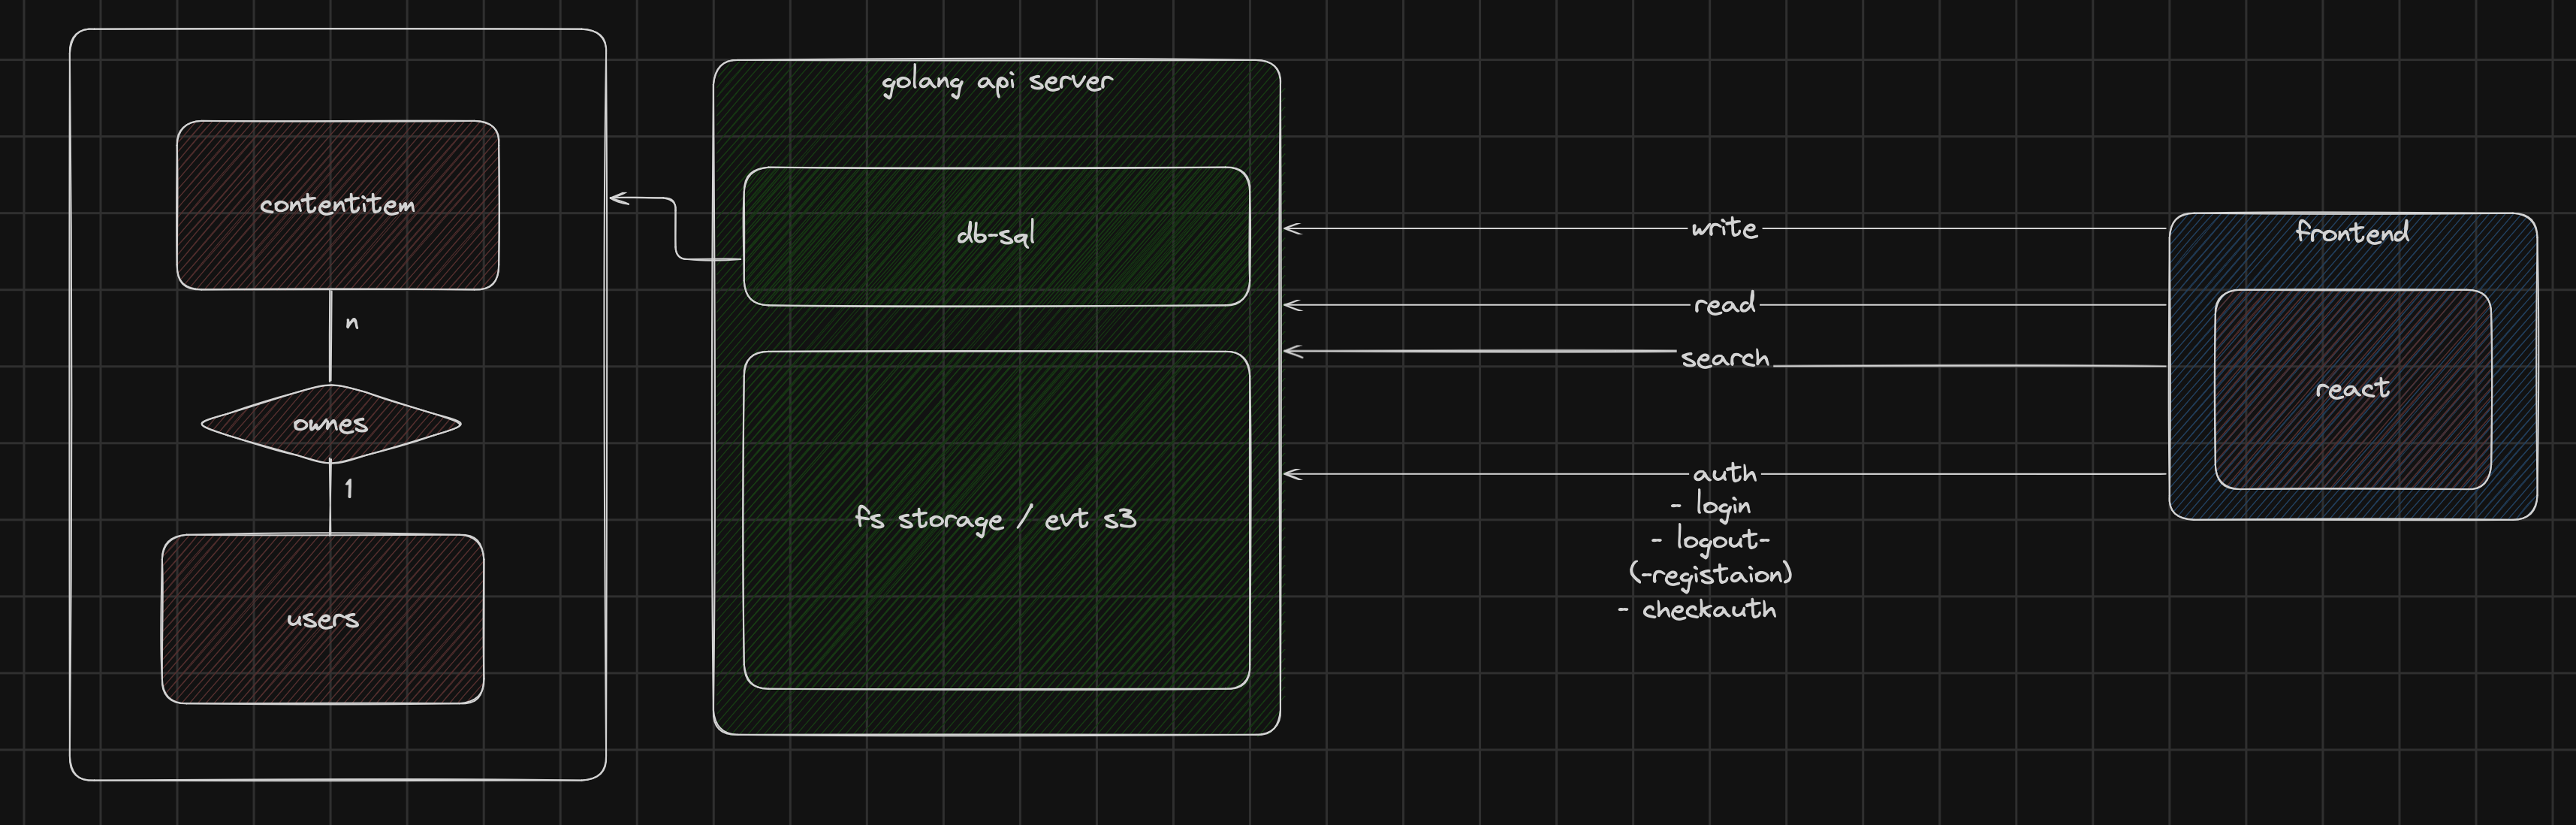 contentitem
n
ownes
1
users
golang api server
db-sql
fs storage / evt s3
write
read
search
auth
- login
- logout-
(-registaion)
- checkauth
frontend
react